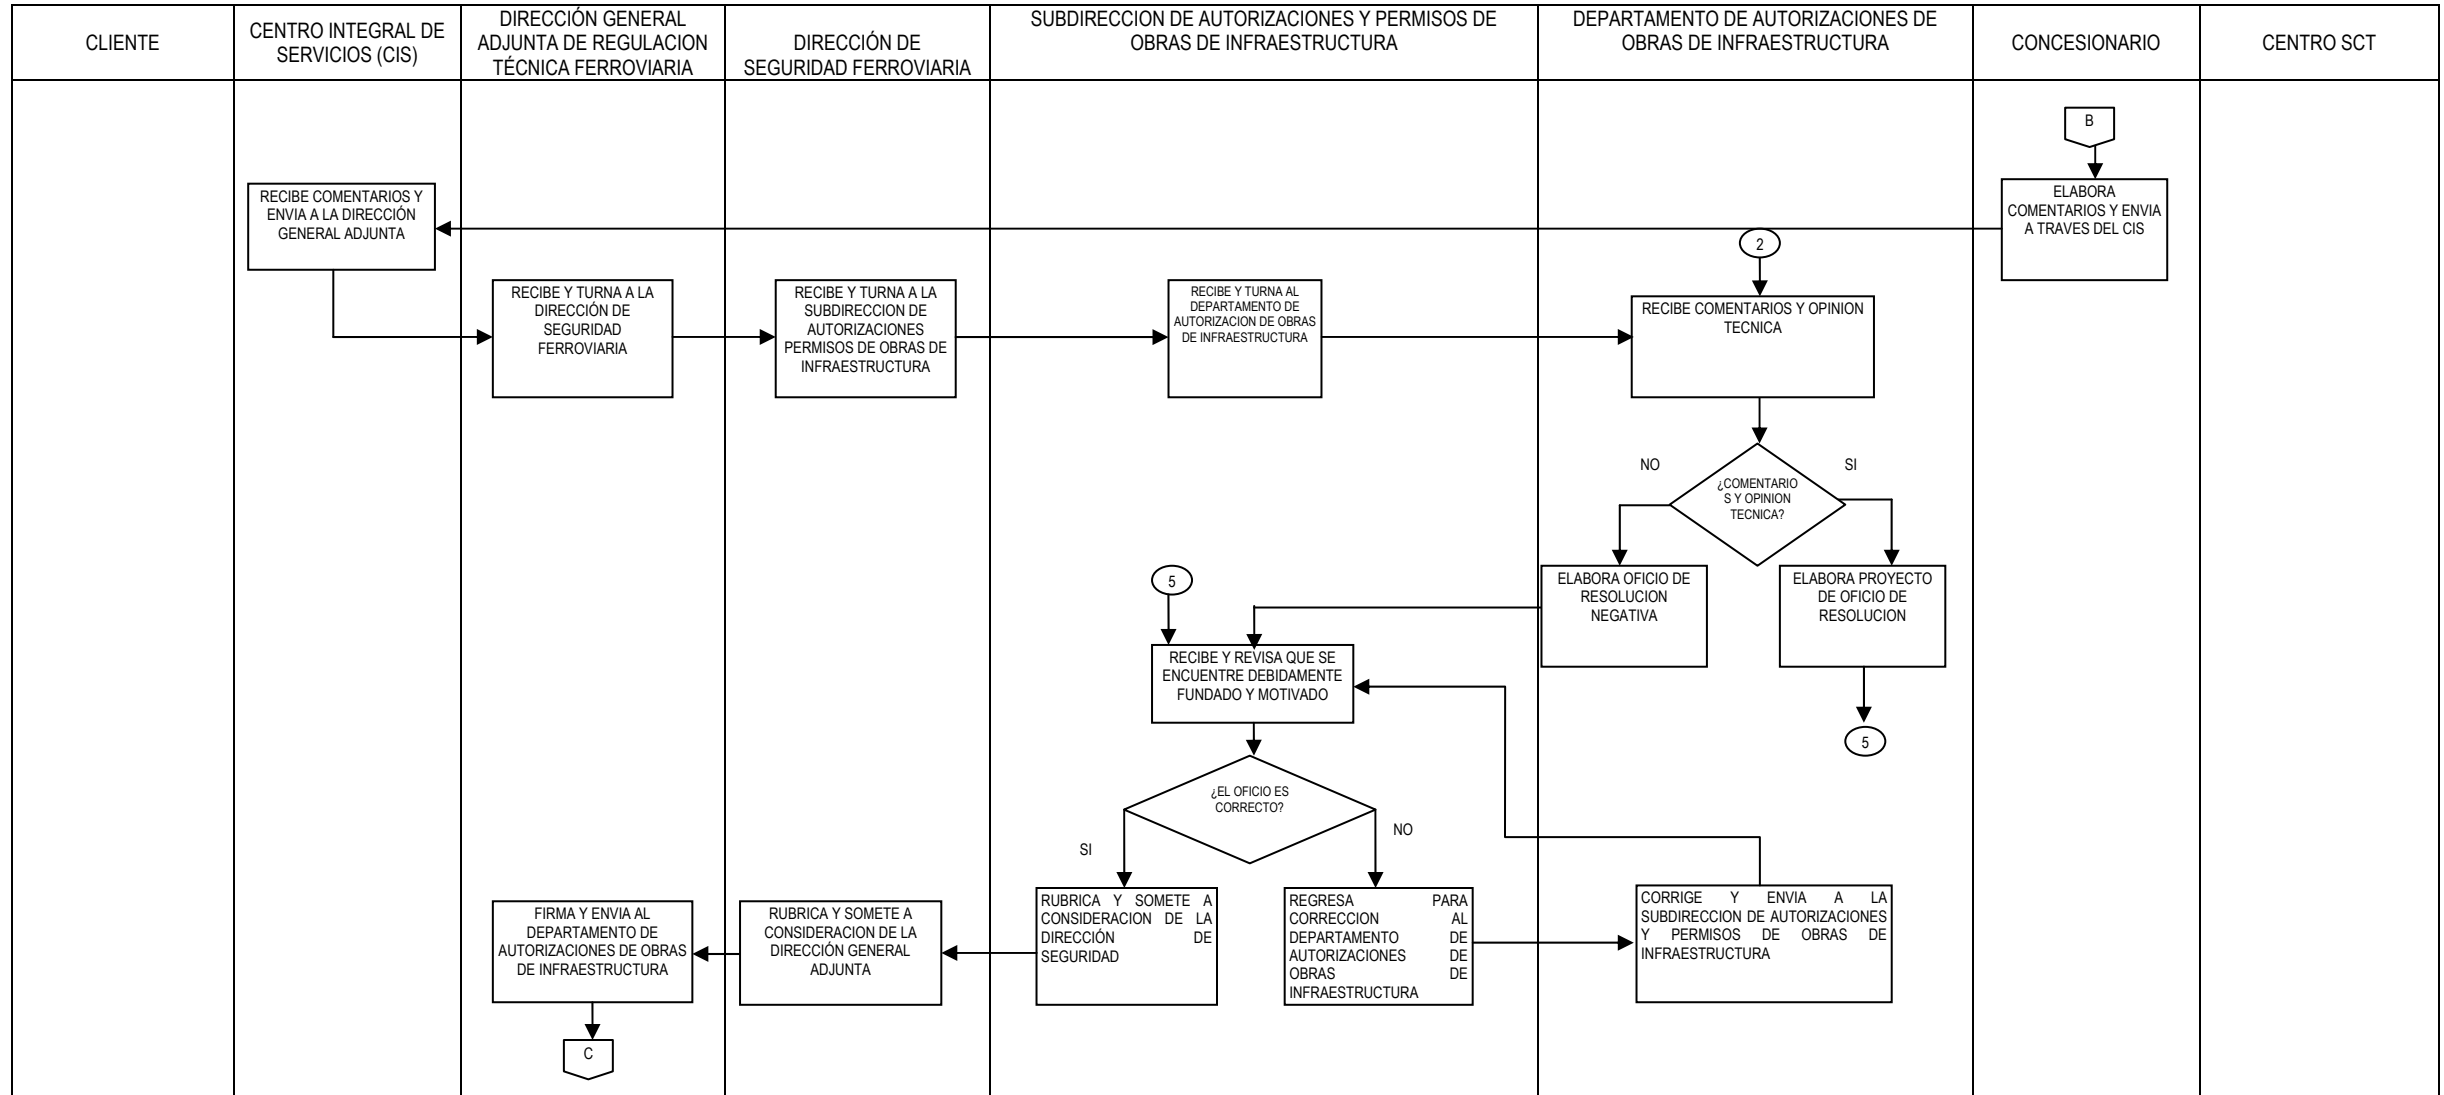 CLIENTE
CENTRO INTEGRAL DE
SERVICIOS (CIS)
DIRECCIÓN GENERAL
ADJUNTA DE REGULACION
TÉCNICA FERROVIARIA
DIRECCIÓN DE
SEGURIDAD FERROVIARIA
SUBDIRECCION DE AUTORIZACIONES Y PERMISOS DE
OBRAS DE INFRAESTRUCTURA
DEPARTAMENTO DE AUTORIZACIONES DE
OBRAS DE INFRAESTRUCTURA
CONCESIONARIO
CENTRO SCT
B
ELABORA
COMENTARIOS Y ENVIA
A TRAVES DEL CIS
RECIBE COMENTARIOS Y
ENVIA A LA DIRECCIÓN
GENERAL ADJUNTA
2
RECIBE Y TURNA A LA
DIRECCIÓN DE
SEGURIDAD
FERROVIARIA
RECIBE Y TURNA A LA
SUBDIRECCION DE
AUTORIZACIONES
PERMISOS DE OBRAS DE
INFRAESTRUCTURA
RECIBE Y TURNA AL
DEPARTAMENTO DE
AUTORIZACION DE OBRAS
DE INFRAESTRUCTURA
RECIBE COMENTARIOS Y OPINION
TECNICA
NO
SI
¿COMENTARIO
S Y OPINION
TECNICA?
5
ELABORA OFICIO DE
RESOLUCION
NEGATIVA
ELABORA PROYECTO
DE OFICIO DE
RESOLUCION
RECIBE Y REVISA QUE SE
ENCUENTRE DEBIDAMENTE
FUNDADO Y MOTIVADO
5
¿EL OFICIO ES
CORRECTO?
SI
NO
FIRMA Y ENVIA AL
DEPARTAMENTO DE
AUTORIZACIONES DE OBRAS
DE INFRAESTRUCTURA
RUBRICA Y SOMETE A
CONSIDERACION DE LA
DIRECCIÓN GENERAL
ADJUNTA
RUBRICA Y SOMETE A
CONSIDERACION DE LA
DIRECCIÓN DE
SEGURIDAD
REGRESA PARA
CORRECCION AL
DEPARTAMENTO DE
AUTORIZACIONES DE
OBRAS DE
INFRAESTRUCTURA
CORRIGE Y ENVIA A LA
SUBDIRECCION DE AUTORIZACIONES
Y PERMISOS DE OBRAS DE
INFRAESTRUCTURA
C